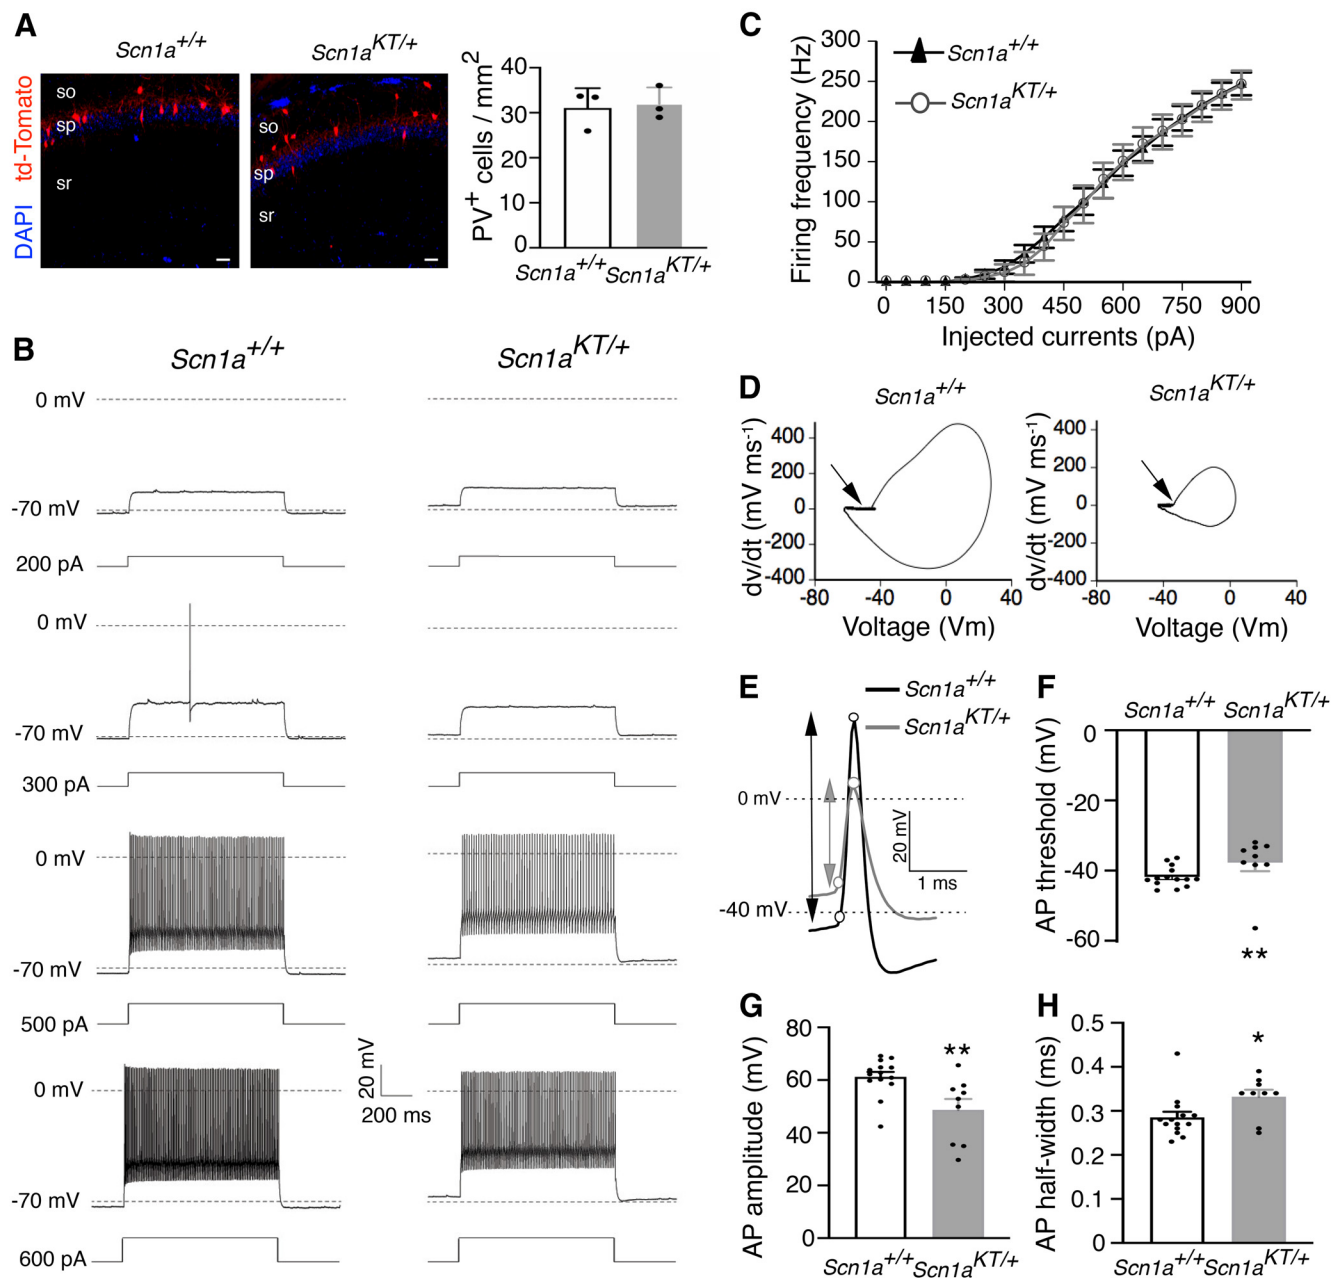 A
Scn1a+/+
Scn1aKT/+
DAPI td-Tomato
so
sp
sr
so
sp
sr
PV+ cells / mm2
40
30
20
10
0
Scn1a+/+
Scn1aKT/+
B
Scn1a+/+
Scn1aKT/+
0 mV
-70 mV
200 pA
0 mV
-70 mV
300 pA
0 mV
-70 mV
500 pA
0 mV
-70 mV
600 pA
20 mV
200 ms
C
Scn1a+/+
Scn1aKT/+
Firing frequency (Hz)
300
250
200
150
100
50
0
0 150 300 450 600 750 900
Injected currents (pA)
D
Scn1a+/+
dv/dt (mV ms-1)
400
200
0
-200
-400
-80 -40 0 40
Voltage (Vm)
Scn1aKT/+
dv/dt (mV ms-1)
400
200
0
-200
-400
-80 -40 0 40
Voltage (Vm)
E
Scn1a+/+
Scn1aKT/+
0 mV
-40 mV
20 mV
1 ms
F
Scn1a+/+
Scn1aKT/+
AP threshold (mV)
0
-20
-40
-60
**
G
AP amplitude (mV)
80
60
40
20
0
**
Scn1a+/+
Scn1aKT/+
H
AP half-width (ms)
0.5
0.4
0.3
0.2
0.1
0
*
Scn1a+/+
Scn1aKT/+